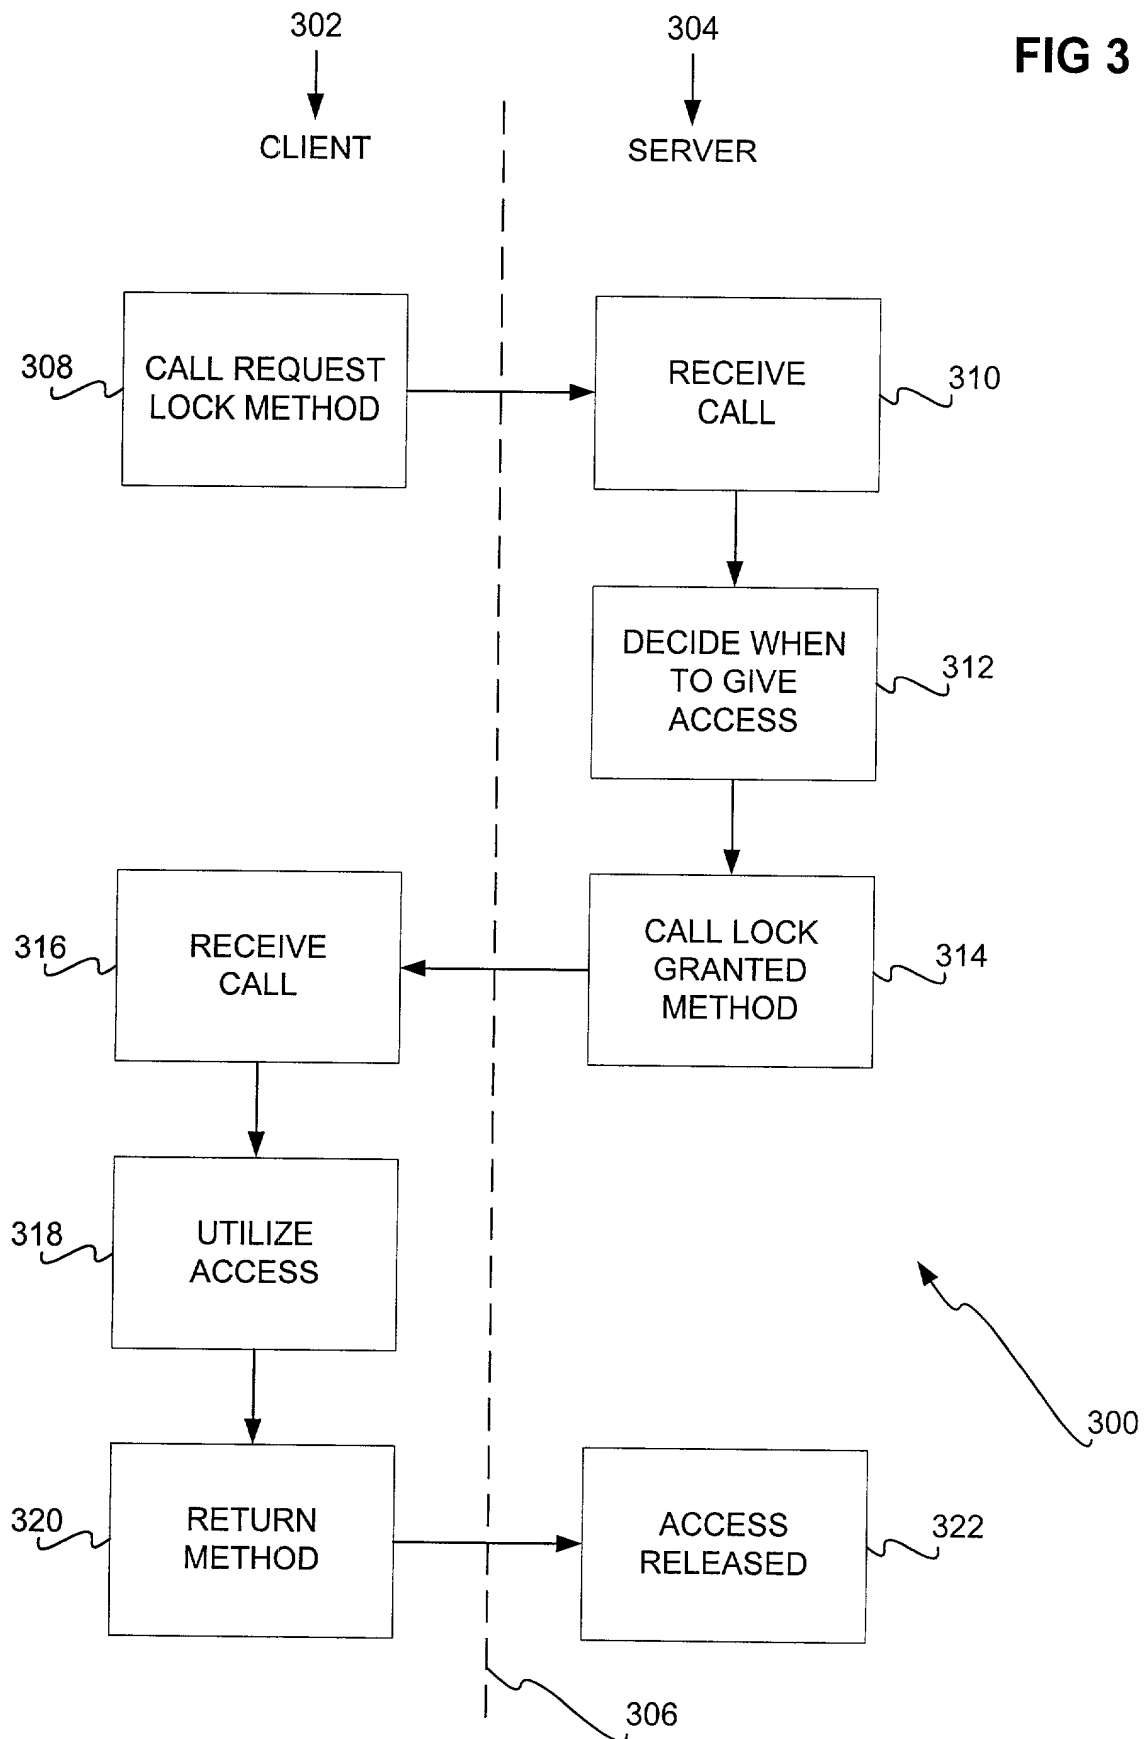 302
304
FIG 3
CLIENT
SERVER
308
CALL REQUEST
LOCK METHOD
RECEIVE
CALL
310
DECIDE WHEN
TO GIVE
ACCESS
312
316
RECEIVE
CALL
CALL LOCK
GRANTED
METHOD
314
318
UTILIZE
ACCESS
300
320
RETURN
METHOD
ACCESS
RELEASED
322
306